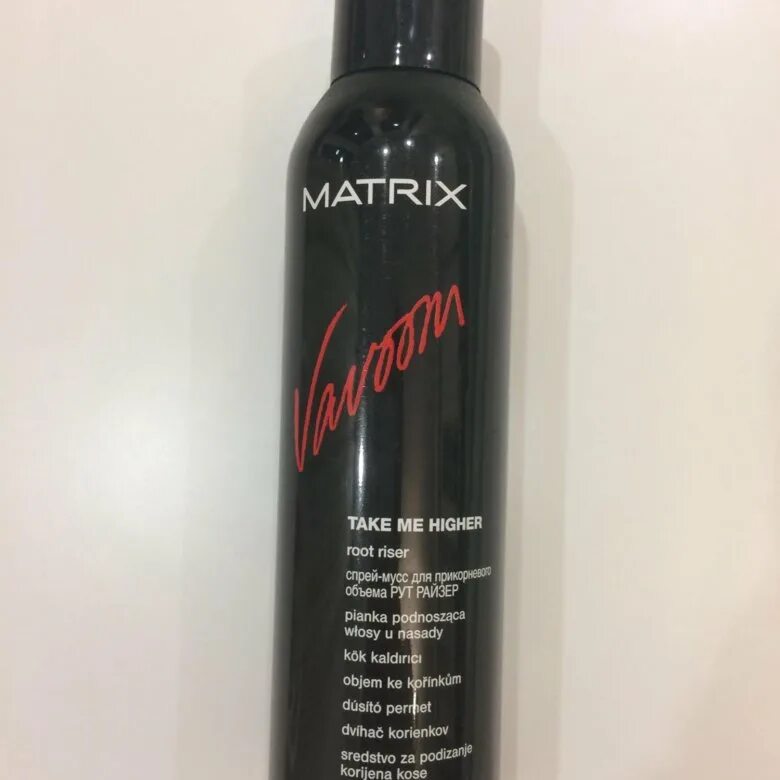 MATRIX
Vavoom
TAKE ME HIGHER
root riser
спрей-мусс для прикорневого
объема РУТ РАЙЗЕР
pianka podnosząca
włosy u nasady
kök kaldırıcı
objem ke kořínkům
dúsító permet
dvíhač korienkov
sredstvo za podizanje
korijena kose